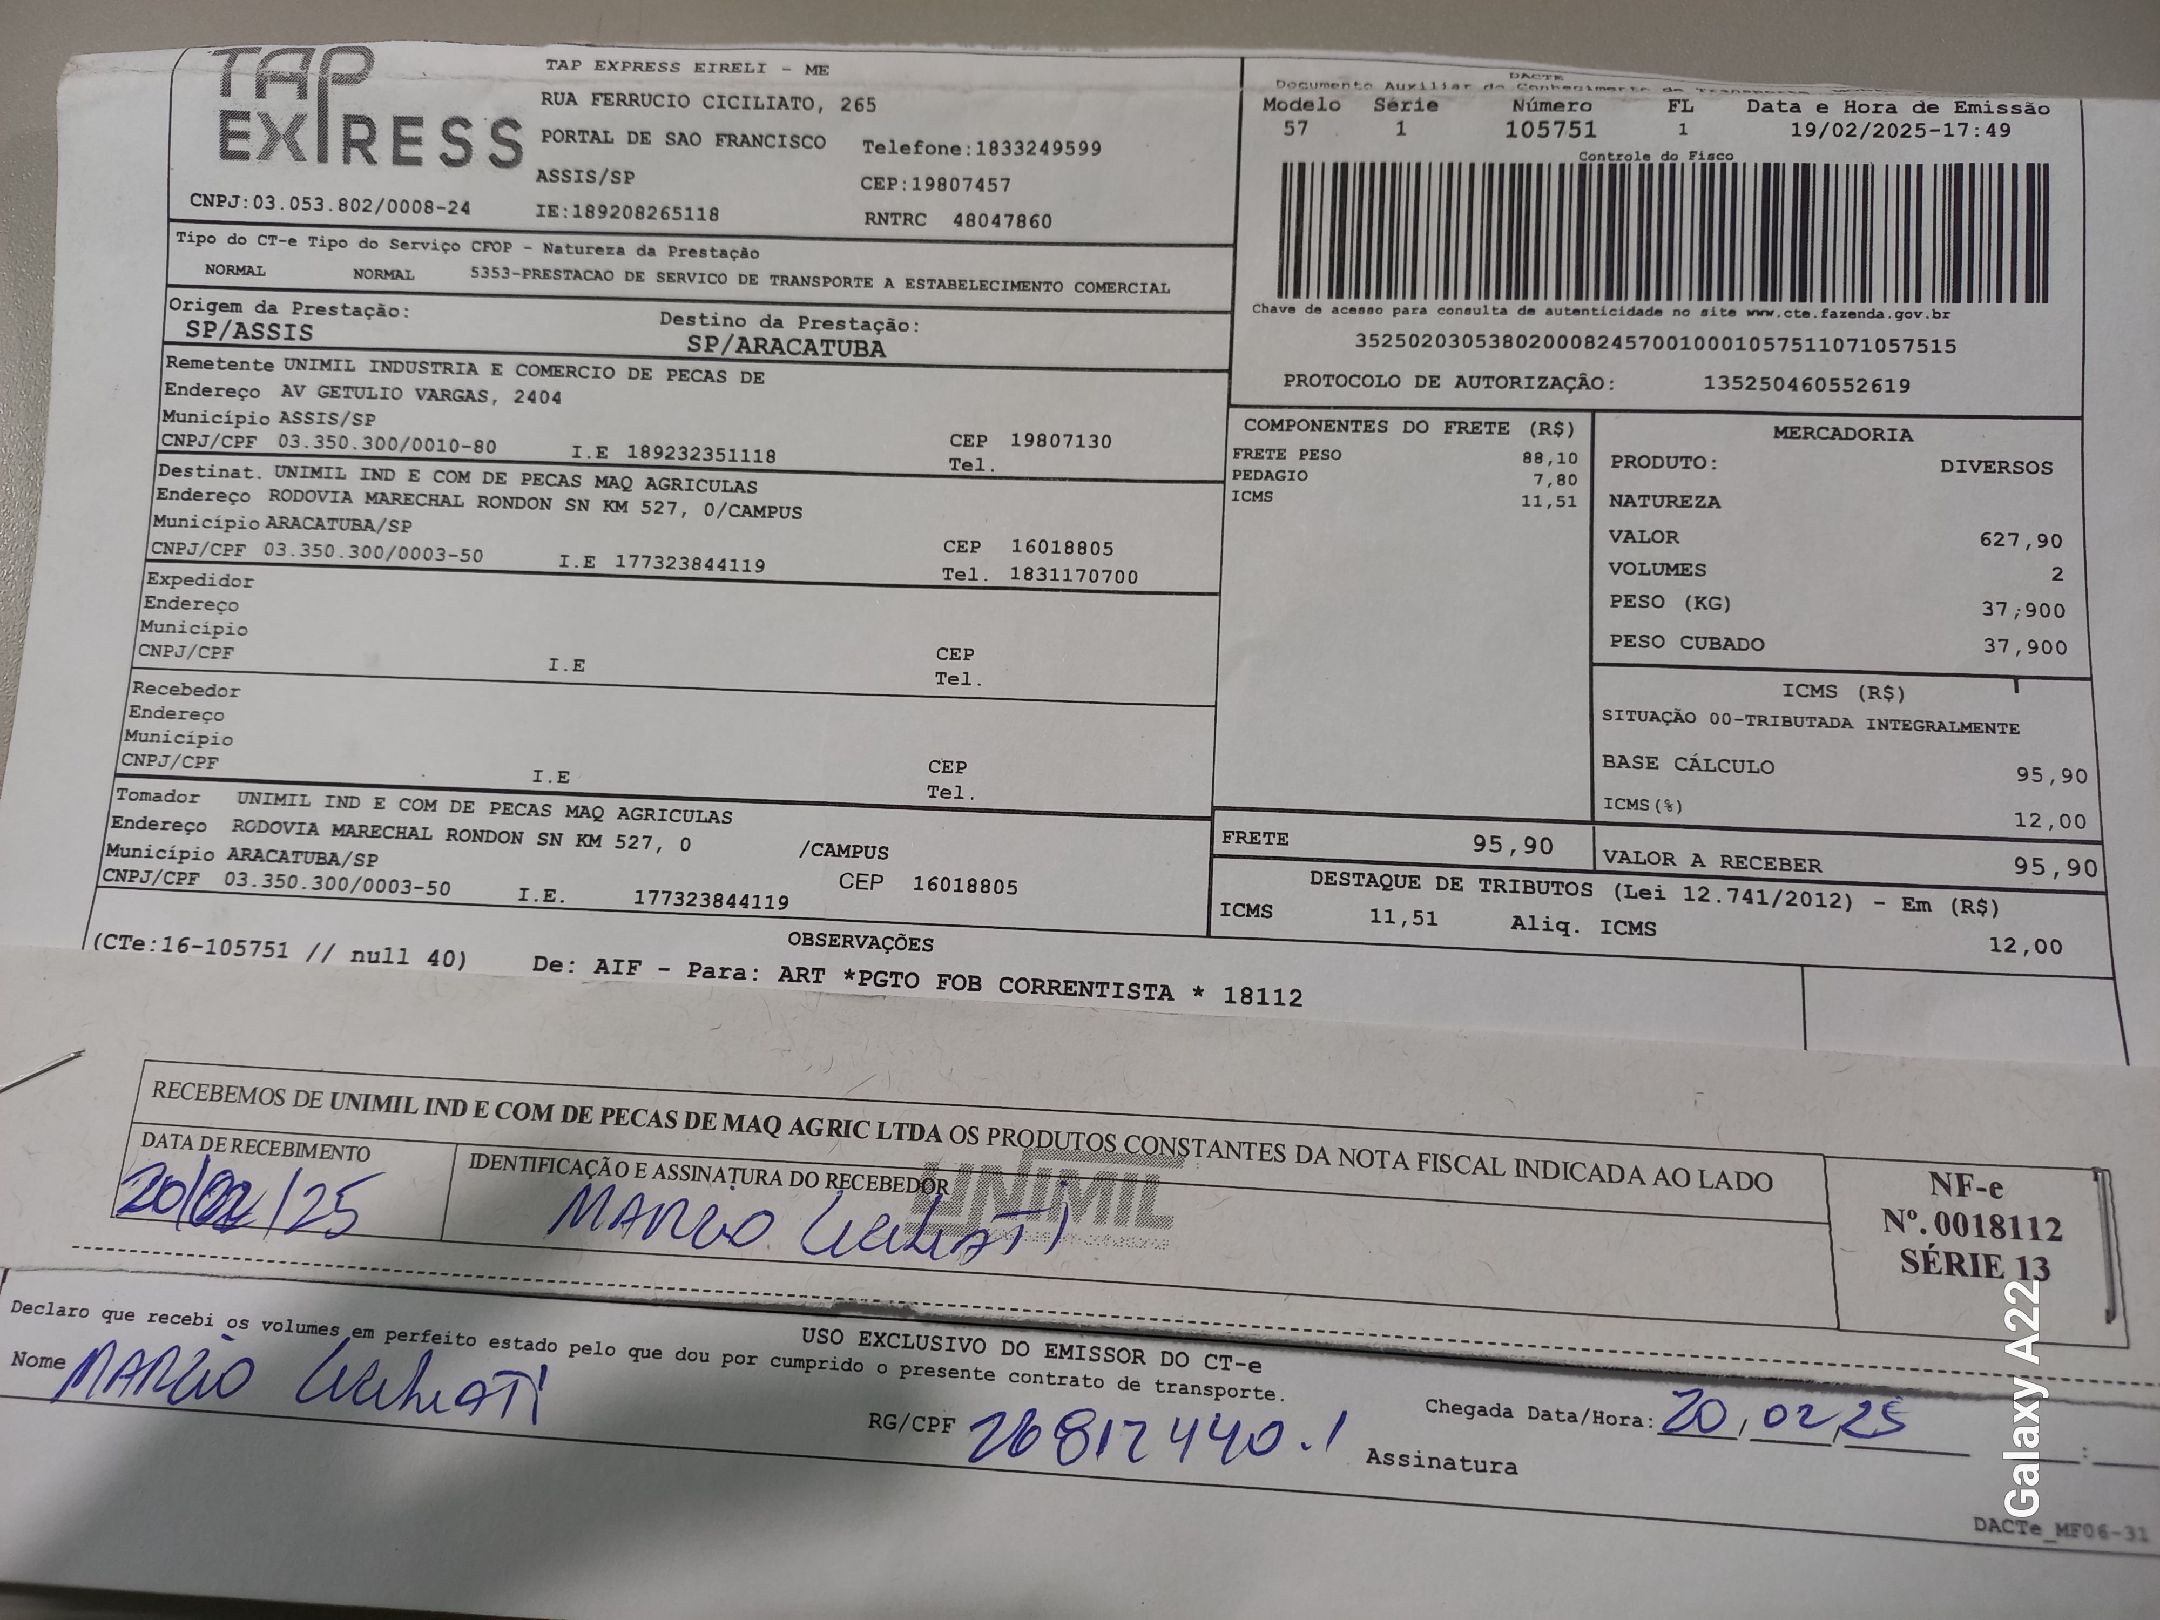 TAP EXPRESS
TAP EXPRESS EIRELI - ME
RUA FERRUCIO CICILIATO, 265
PORTAL DE SAO FRANCISCO Telefone:1833249599
ASSIS/SP CEP:19807457
CNPJ:03.053.802/0008-24 IE:189208265118 RNTRC 48047860
DACTE
Documento Auxiliar do Conhecimento de
Modelo Série Número FL Data e Hora de Emissão
57 1 105751 1 19/02/2025-17:49
Controle do Fisco
Chave de acesso para consulta de autenticidade no site www.cte.fazenda.gov.br
35250203053802000824570010001057511071057515
PROTOCOLO DE AUTORIZAÇÃO: 135250460552619
Tipo do CT-e Tipo do Serviço CFOP - Natureza da Prestação
NORMAL NORMAL 5353-PRESTACAO DE SERVICO DE TRANSPORTE A ESTABELECIMENTO COMERCIAL
Origem da Prestação: Destino da Prestação:
SP/ASSIS SP/ARACATUBA
Remetente UNIMIL INDUSTRIA E COMERCIO DE PECAS DE
Endereço AV GETULIO VARGAS, 2404
Município ASSIS/SP
CNPJ/CPF 03.350.300/0010-80 I.E 189232351118 CEP 19807130
Tel.
Destinat. UNIMIL IND E COM DE PECAS MAQ AGRICULAS
Endereço RODOVIA MARECHAL RONDON SN KM 527, 0/CAMPUS
Município ARACATUBA/SP
CNPJ/CPF 03.350.300/0003-50 I.E 177323844119 CEP 16018805
Tel. 1831170700
Expedidor
Endereço
Município
CNPJ/CPF I.E CEP
Tel.
Recebedor
Endereço
Município
CNPJ/CPF I.E CEP
Tel.
Tomador UNIMIL IND E COM DE PECAS MAQ AGRICULAS
Endereço RODOVIA MARECHAL RONDON SN KM 527, 0 /CAMPUS
Município ARACATUBA/SP
CNPJ/CPF 03.350.300/0003-50 I.E. 177323844119 CEP 16018805
COMPONENTES DO FRETE (R$)
FRETE PESO 88,10
PEDAGIO 7,80
ICMS 11,51
MERCADORIA
PRODUTO: DIVERSOS
NATUREZA
VALOR 627,90
VOLUMES 2
PESO (KG) 37,900
PESO CUBADO 37,900
ICMS (R$)
SITUAÇÃO 00-TRIBUTADA INTEGRALMENTE
BASE CÁLCULO 95,90
ICMS(%) 12,00
FRETE 95,90 VALOR A RECEBER 95,90
DESTAQUE DE TRIBUTOS (Lei 12.741/2012) - Em (R$)
ICMS 11,51 Aliq. ICMS 12,00
OBSERVAÇÕES
(CTe:16-105751 // null 40) De: AIF - Para: ART *PGTO FOB CORRENTISTA * 18112
RECEBEMOS DE UNIMIL IND E COM DE PECAS DE MAQ AGRIC LTDA OS PRODUTOS CONSTANTES DA NOTA FISCAL INDICADA AO LADO
DATA DE RECEBIMENTO IDENTIFICAÇÃO E ASSINATURA DO RECEBEDOR
UNIMIL
20/02/25 MARCIO
NF-e
Nº. 0018112
SÉRIE 13
USO EXCLUSIVO DO EMISSOR DO CT-e
Declaro que recebi os volumes em perfeito estado pelo que dou por cumprido o presente contrato de transporte.
Nome MARCIO RG/CPF 26812440.1 Chegada Data/Hora: 20,02,25 :
Assinatura
DACTe_MF06-31
Galaxy A22